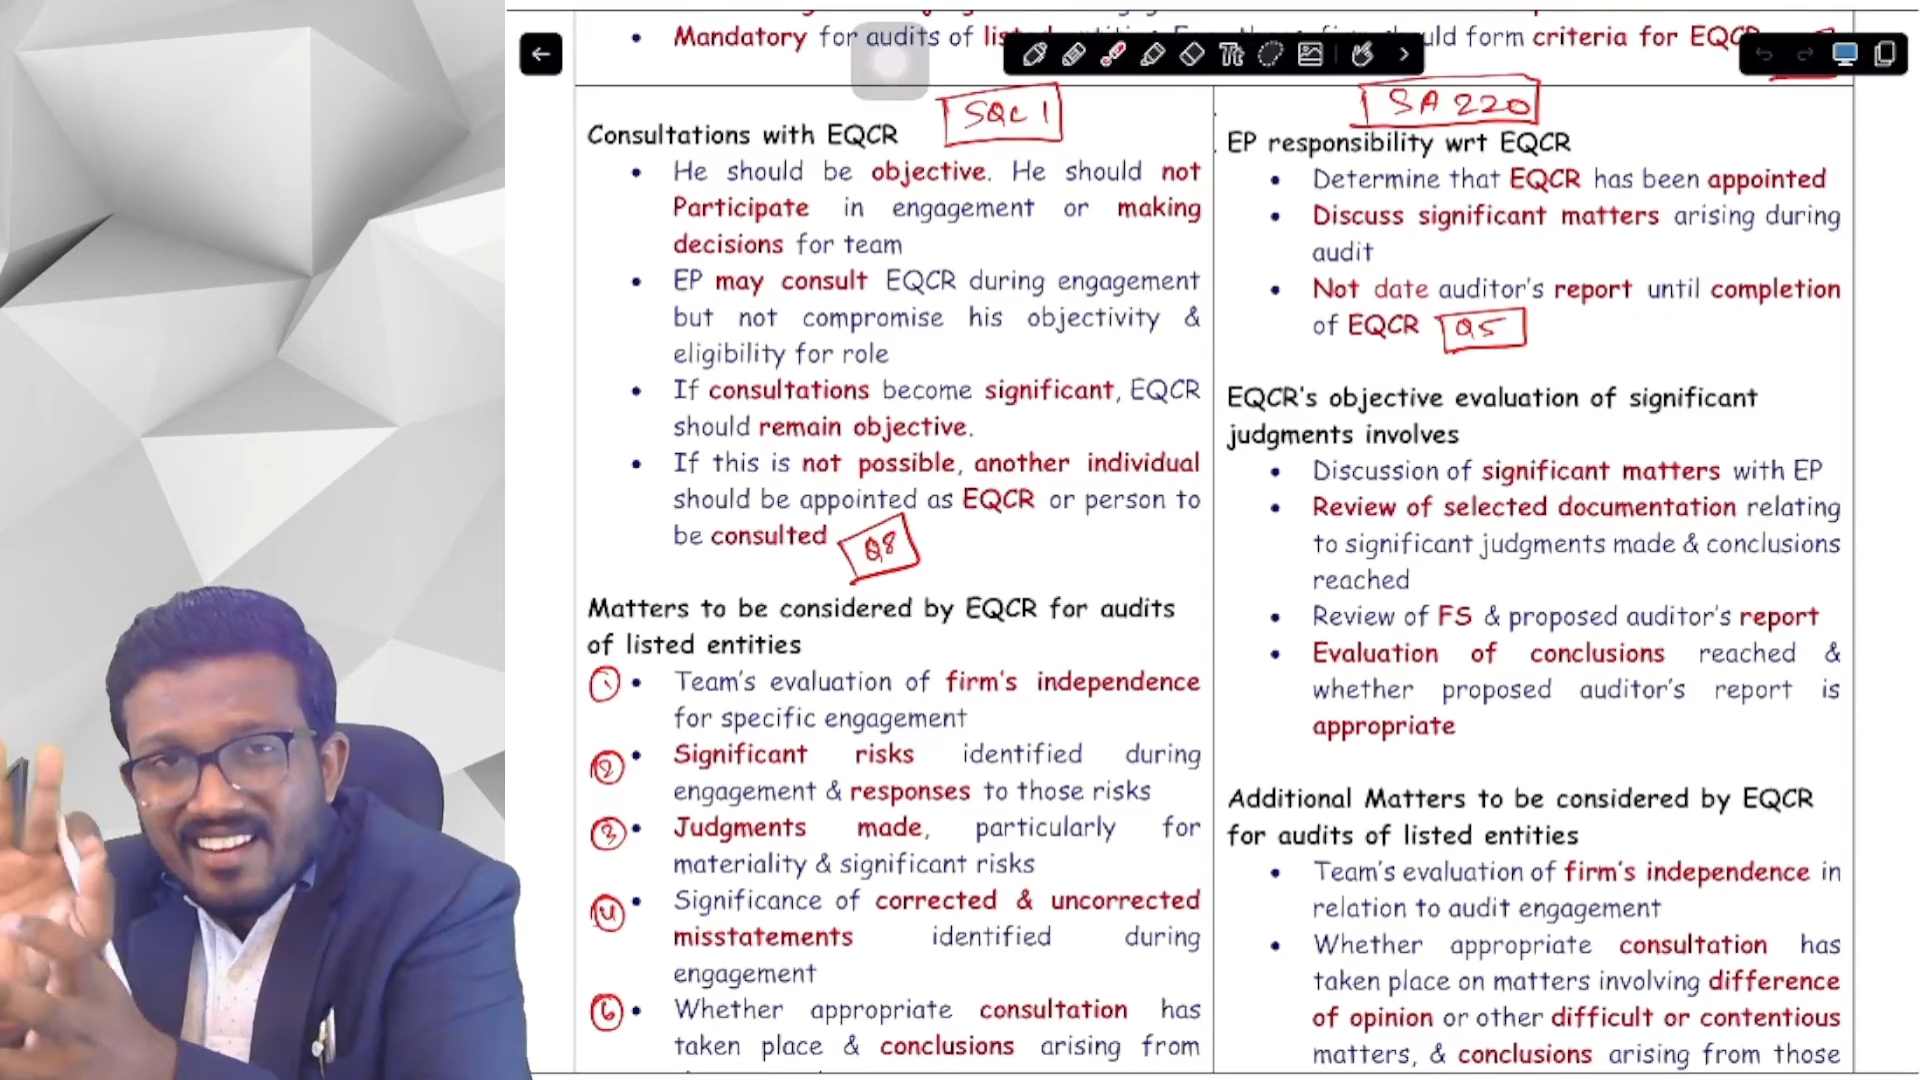 • Mandatory for audits of listed
uld form criteria for EQCR
SQC 1
Consultations with EQCR
• He should be objective. He should not
Participate in engagement or making
decisions for team
• EP may consult EQCR during engagement
but not compromise his objectivity &
eligibility for role
• If consultations become significant, EQCR
should remain objective.
• If this is not possible, another individual
should be appointed as EQCR or person to
be consulted Q8
Matters to be considered by EQCR for audits
of listed entities
1 • Team's evaluation of firm's independence
for specific engagement
2 • Significant risks identified during
engagement & responses to those risks
3 • Judgments made, particularly for
materiality & significant risks
4 • Significance of corrected & uncorrected
misstatements identified during
engagement
6 • Whether appropriate consultation has
taken place & conclusions arising from
SA 220
EP responsibility wrt EQCR
• Determine that EQCR has been appointed
• Discuss significant matters arising during
audit
• Not date auditor's report until completion
of EQCR Q5
EQCR's objective evaluation of significant
judgments involves
• Discussion of significant matters with EP
• Review of selected documentation relating
to significant judgments made & conclusions
reached
• Review of FS & proposed auditor's report
• Evaluation of conclusions reached &
whether proposed auditor's report is
appropriate
Additional Matters to be considered by EQCR
for audits of listed entities
• Team's evaluation of firm's independence in
relation to audit engagement
• Whether appropriate consultation has
taken place on matters involving difference
of opinion or other difficult or contentious
matters, & conclusions arising from those